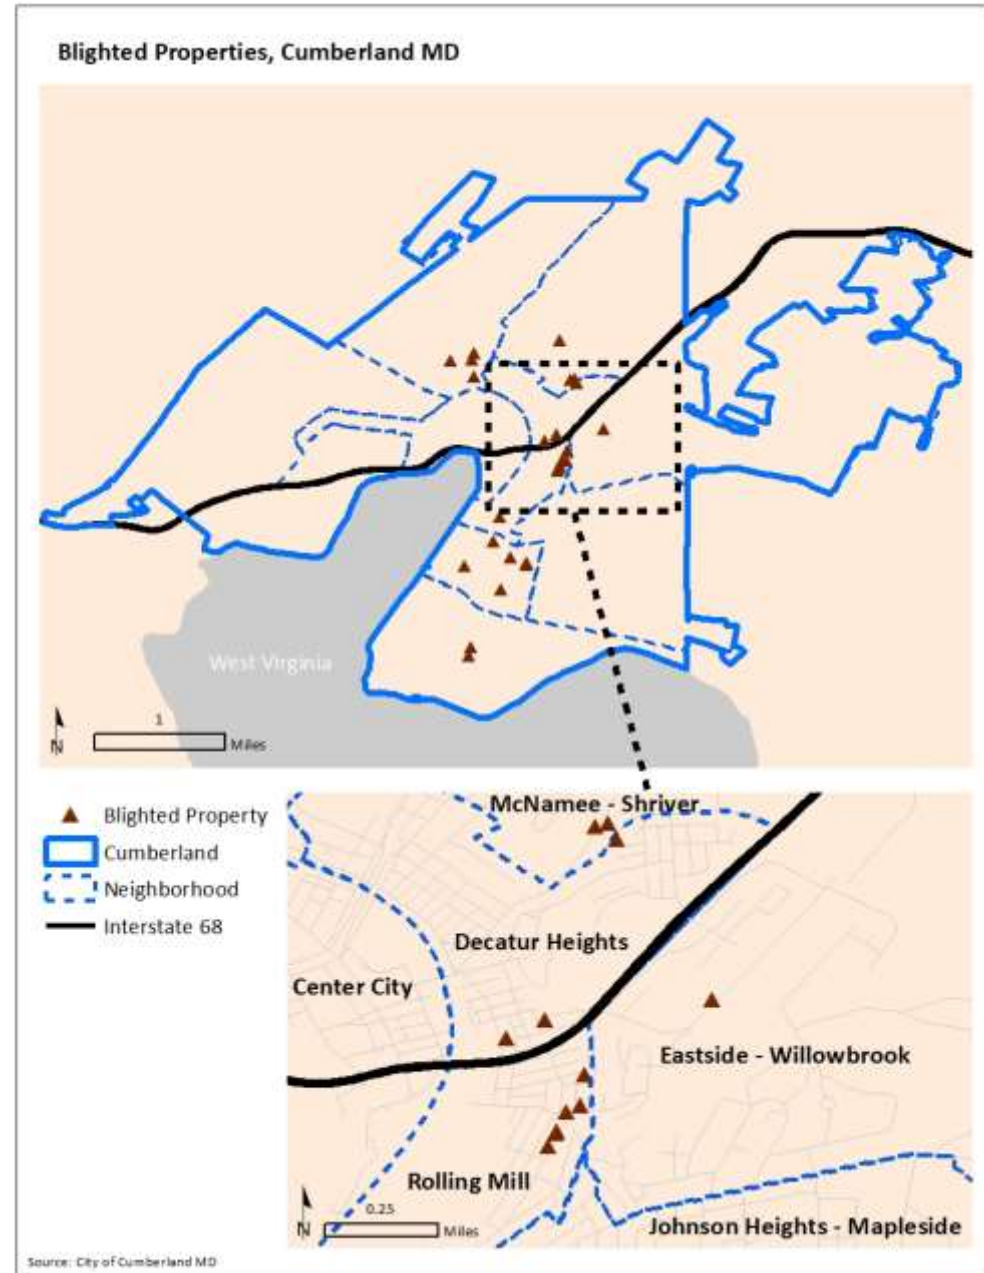 Blighted Properties, Cumberland MD
West Virginia
1
N
Miles
Blighted Property
Cumberland
Neighborhood
Interstate 68
McNamee - Shriver
Decatur Heights
Center City
Eastside - Willowbrook
Rolling Mill
0.25
N
Miles
Johnson Heights - Mapleside
Source: City of Cumberland MD